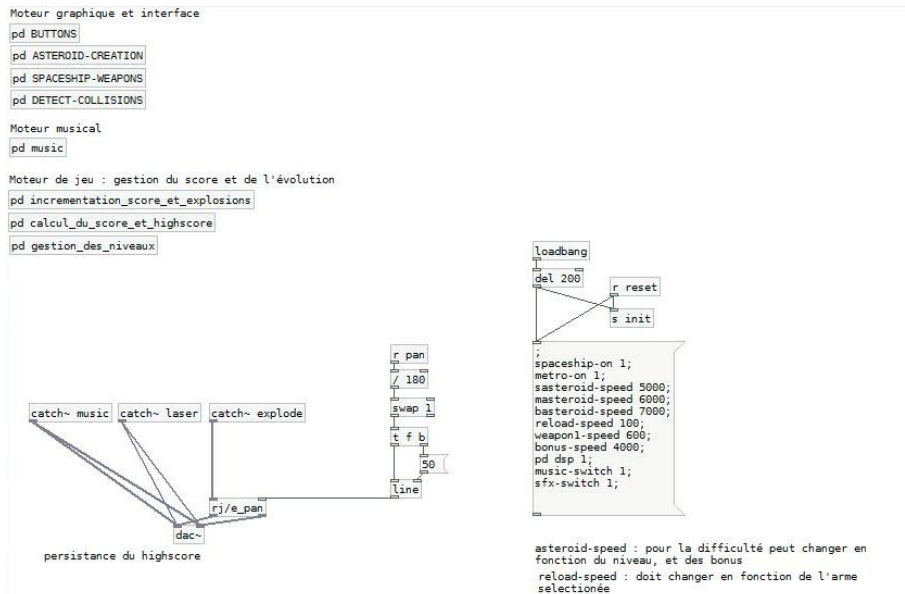 Moteur graphique et interface
pd BUTTONS
pd ASTEROID-CREATION
pd SPACESHIP-WEAPONS
pd DETECT-COLLISIONS
Moteur musical
pd music
Moteur de jeu : gestion du score et de l'évolution
pd incrementation_score_et_explosions
pd calcul_du_score_et_highscore
pd gestion_des_niveaux
catch~ music
catch~ laser
catch~ explode
r pan
/ 180
swap 1
t f b
50
line
rj/e_pan
dac~
persistance du highscore
loadbang
del 200
r reset
s init
;
spaceship-on 1;
metro-on 1;
sasteroid-speed 5000;
masteroid-speed 6000;
basteroid-speed 7000;
reload-speed 100;
weapon1-speed 600;
bonus-speed 4000;
pd dsp 1;
music-switch 1;
sfx-switch 1;
asteroid-speed : pour la difficulté peut changer en
fonction du niveau, et des bonus
reload-speed : doit changer en fonction de l'arme
selectionée